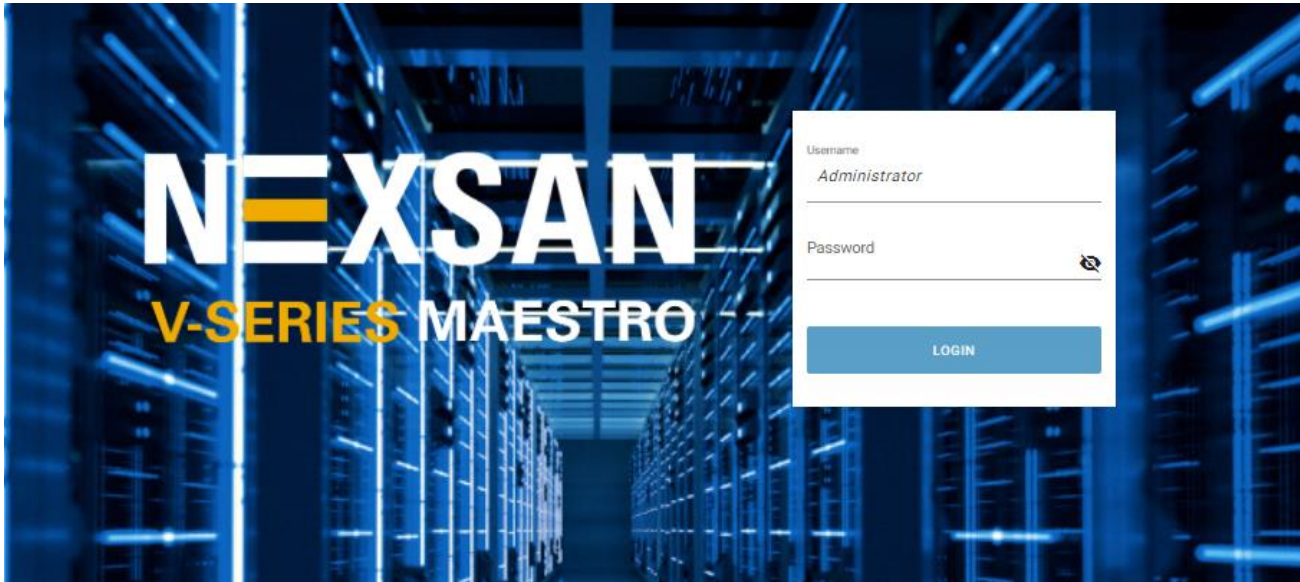 NEXSAN
V-SERIES MAESTRO
Username
Administrator
Password
LOGIN